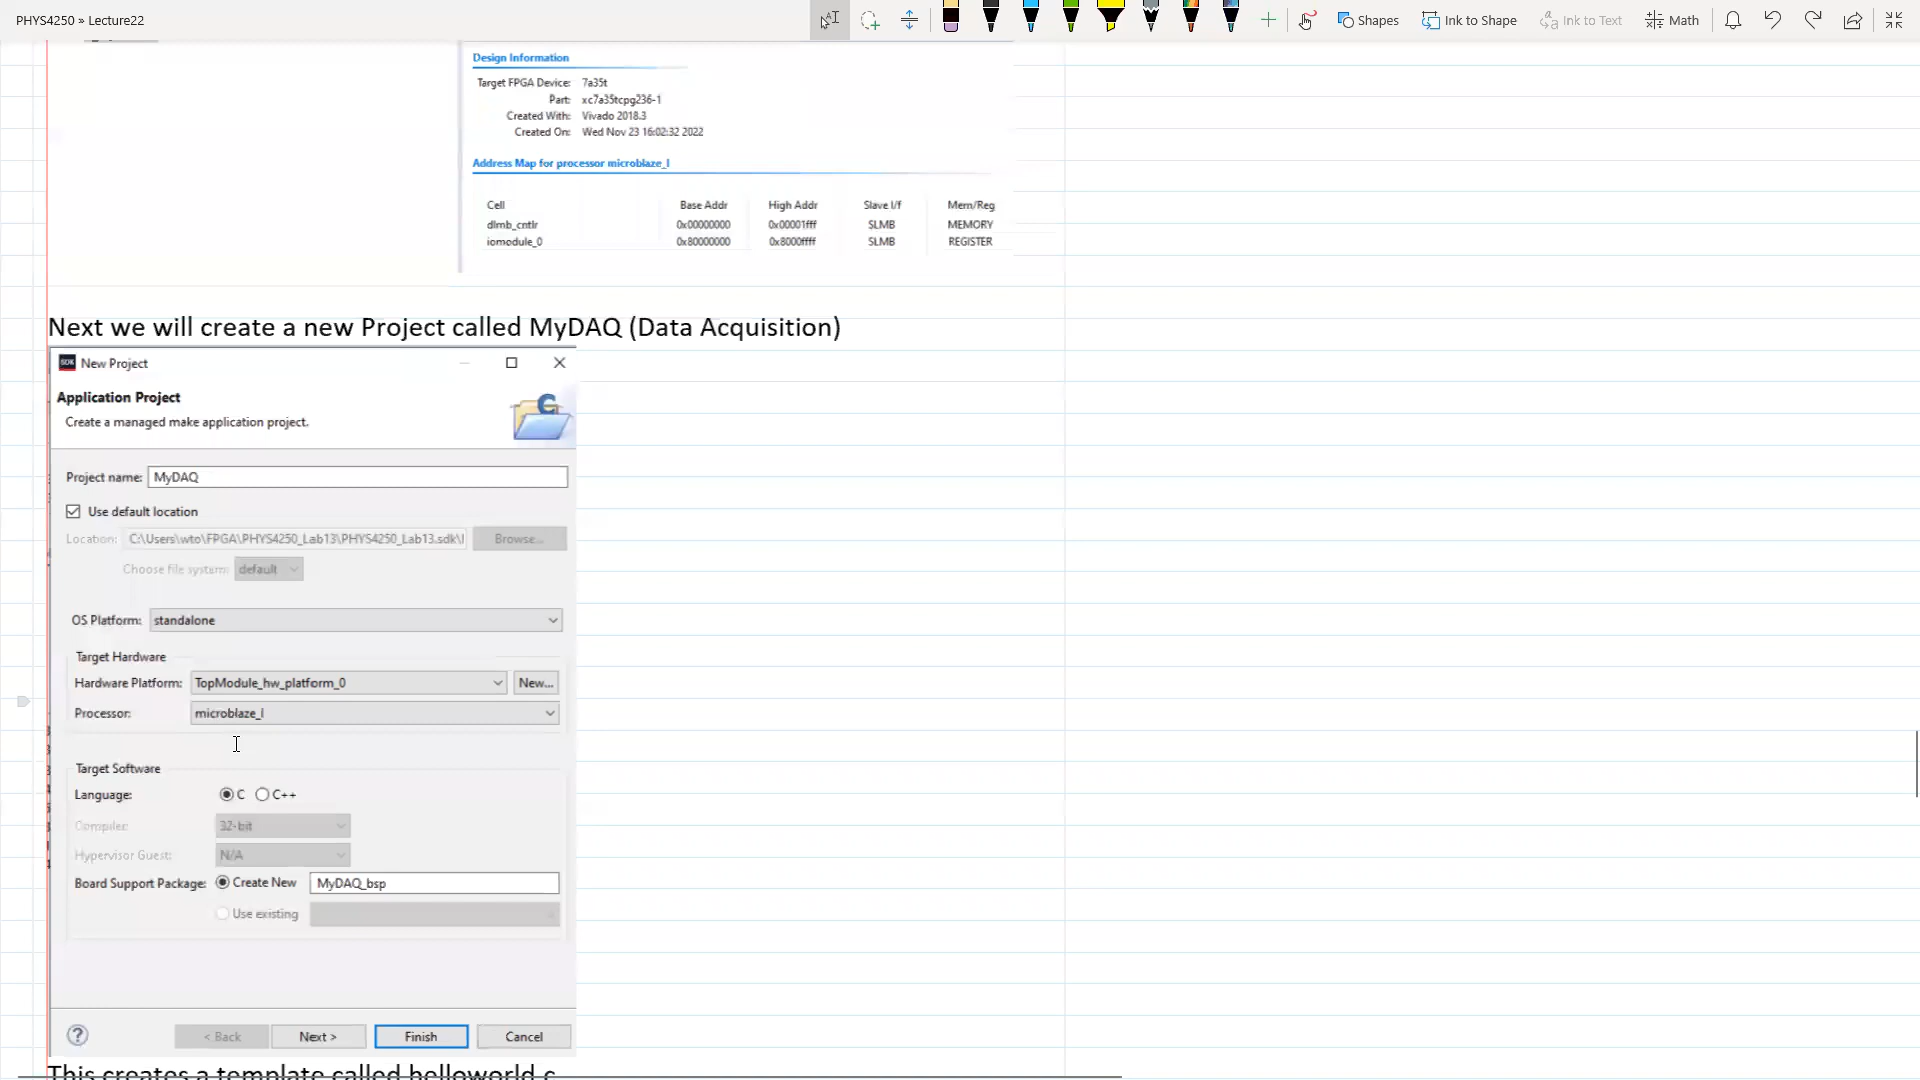 PHYS4250 » Lecture22
Shapes
Ink to Shape
Ink to Text
Math
Design Information
Target FPGA Device: 7a35t
Part: xc7a35tcpg236-1
Created With: Vivado 2018.3
Created On: Wed Nov 23 16:02:32 2022
Address Map for processor microblaze_I
Cell Base Addr High Addr Slave I/f Mem/Reg
dlmb_cntlr 0x00000000 0x00001fff SLMB MEMORY
iomodule_0 0x80000000 0x8000ffff SLMB REGISTER
Next we will create a new Project called MyDAQ (Data Acquisition)
SDK New Project
Application Project
Create a managed make application project.
Project name: MyDAQ
Use default location
Location: C:\Users\wto\FPGA\PHYS4250_Lab13\PHYS4250_Lab13.sdk\ Browse...
Choose file system: default
OS Platform: standalone
Target Hardware
Hardware Platform: TopModule_hw_platform_0 New...
Processor: microblaze_I
Target Software
Language: C C++
Compiler: 32-bit
Hypervisor Guest: N/A
Board Support Package: Create New MyDAQ_bsp
Use existing
< Back Next > Finish Cancel
This creates a template called helloworld.c